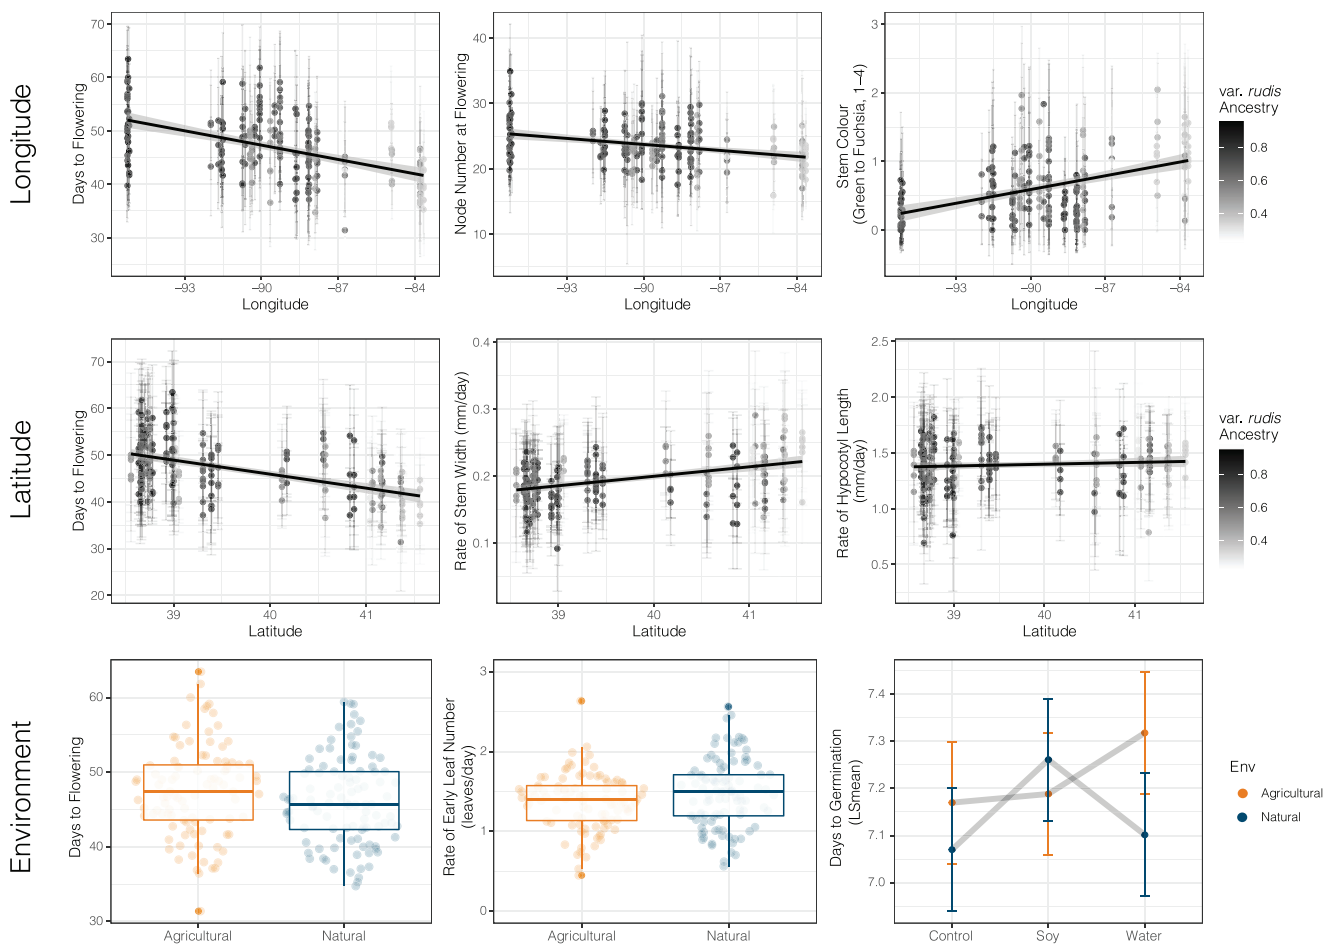 Longitude
Days to Flowering
70
60
50
40
30
−93
−90
−87
−84
Longitude
Node Number at Flowering
40
30
20
10
−93
−90
−87
−84
Longitude
Stem Colour
(Green to Fuchsia, 1–4)
3
2
1
0
−93
−90
−87
−84
Longitude
var. rudis
Ancestry
0.8
0.6
0.4
Latitude
Days to Flowering
70
60
50
40
30
20
39
40
41
Latitude
Rate of Stem Width (mm/day)
0.4
0.3
0.2
0.1
39
40
41
Latitude
Rate of Hypocotyl Length
(mm/day)
2.5
2.0
1.5
1.0
0.5
39
40
41
Latitude
var. rudis
Ancestry
0.8
0.6
0.4
Environment
Days to Flowering
60
50
40
30
Agricultural
Natural
Rate of Early Leaf Number
(leaves/day)
3
2
1
0
Agricultural
Natural
Days to Germination
(LSmean)
7.4
7.3
7.2
7.1
7.0
Control
Soy
Water
Env
Agricultural
Natural